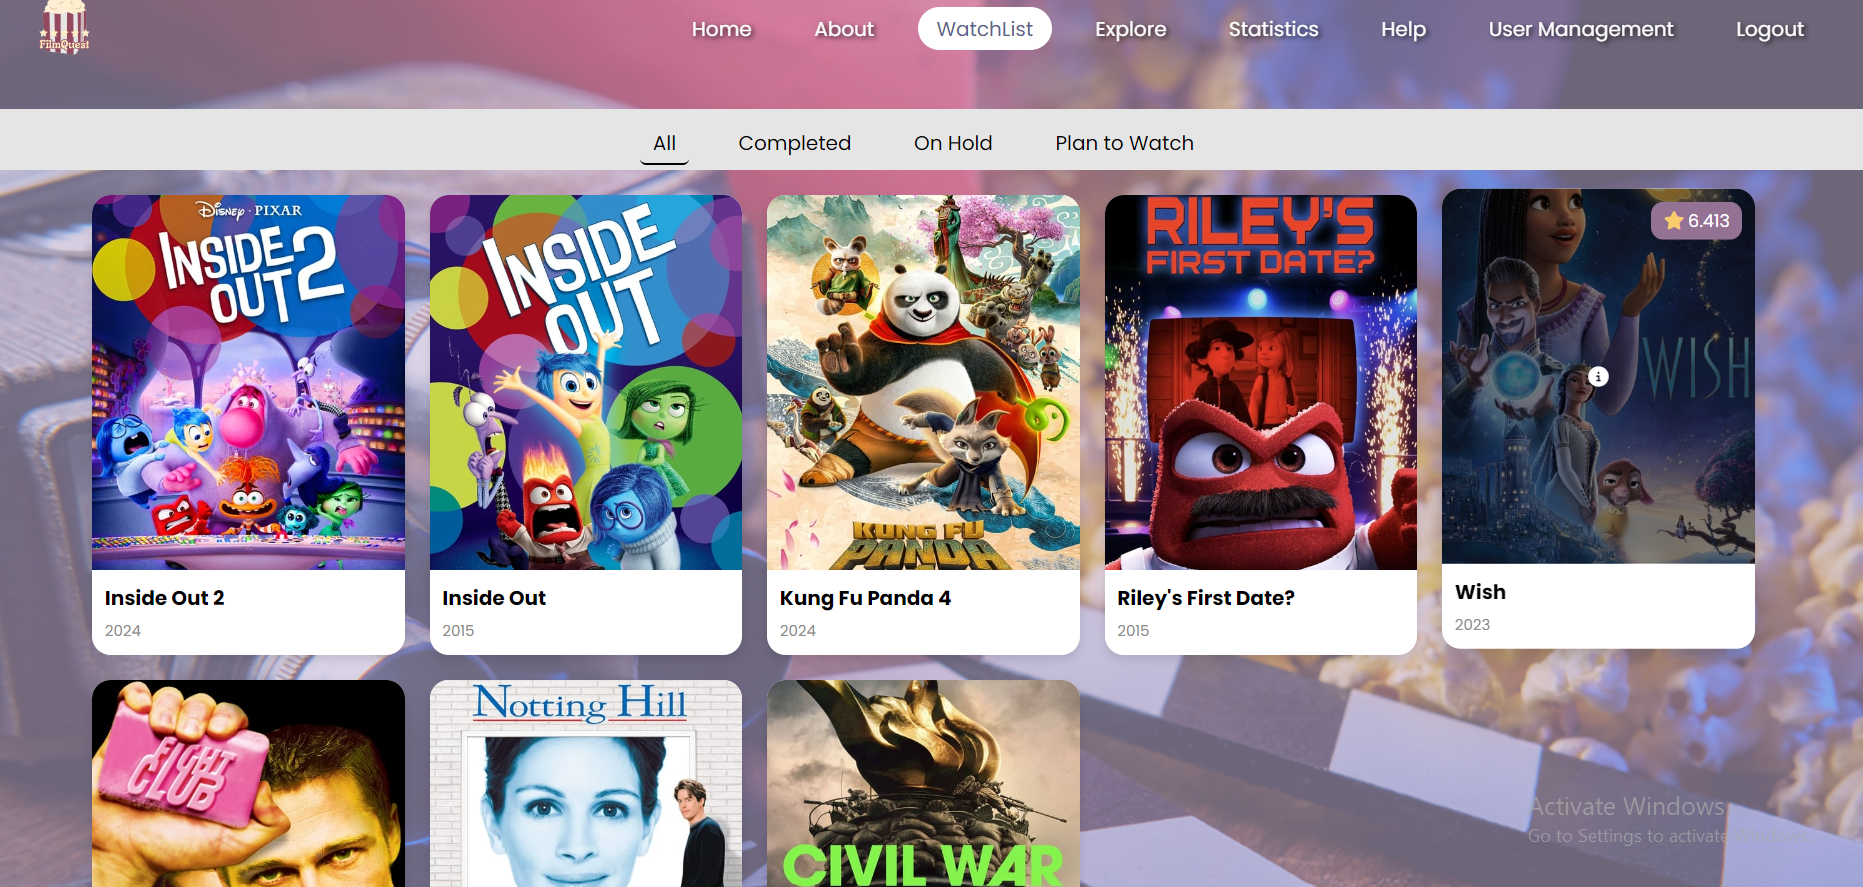 FilmQuest
Home About WatchList Explore Statistics Help User Management Logout
All Completed On Hold Plan to Watch
Disney · PIXAR
INSIDE
OUT 2
INSIDE
OUT
KUNG FU
PANDA
RILEY'S
FIRST DATE?
6.413
WISH
Inside Out 2
2024
Inside Out
2015
Kung Fu Panda 4
2024
Riley's First Date?
2015
Wish
2023
FIGHT
CLUB
Notting Hill
CIVIL WAR
Activate Windows
Go to Settings to activate Windows.